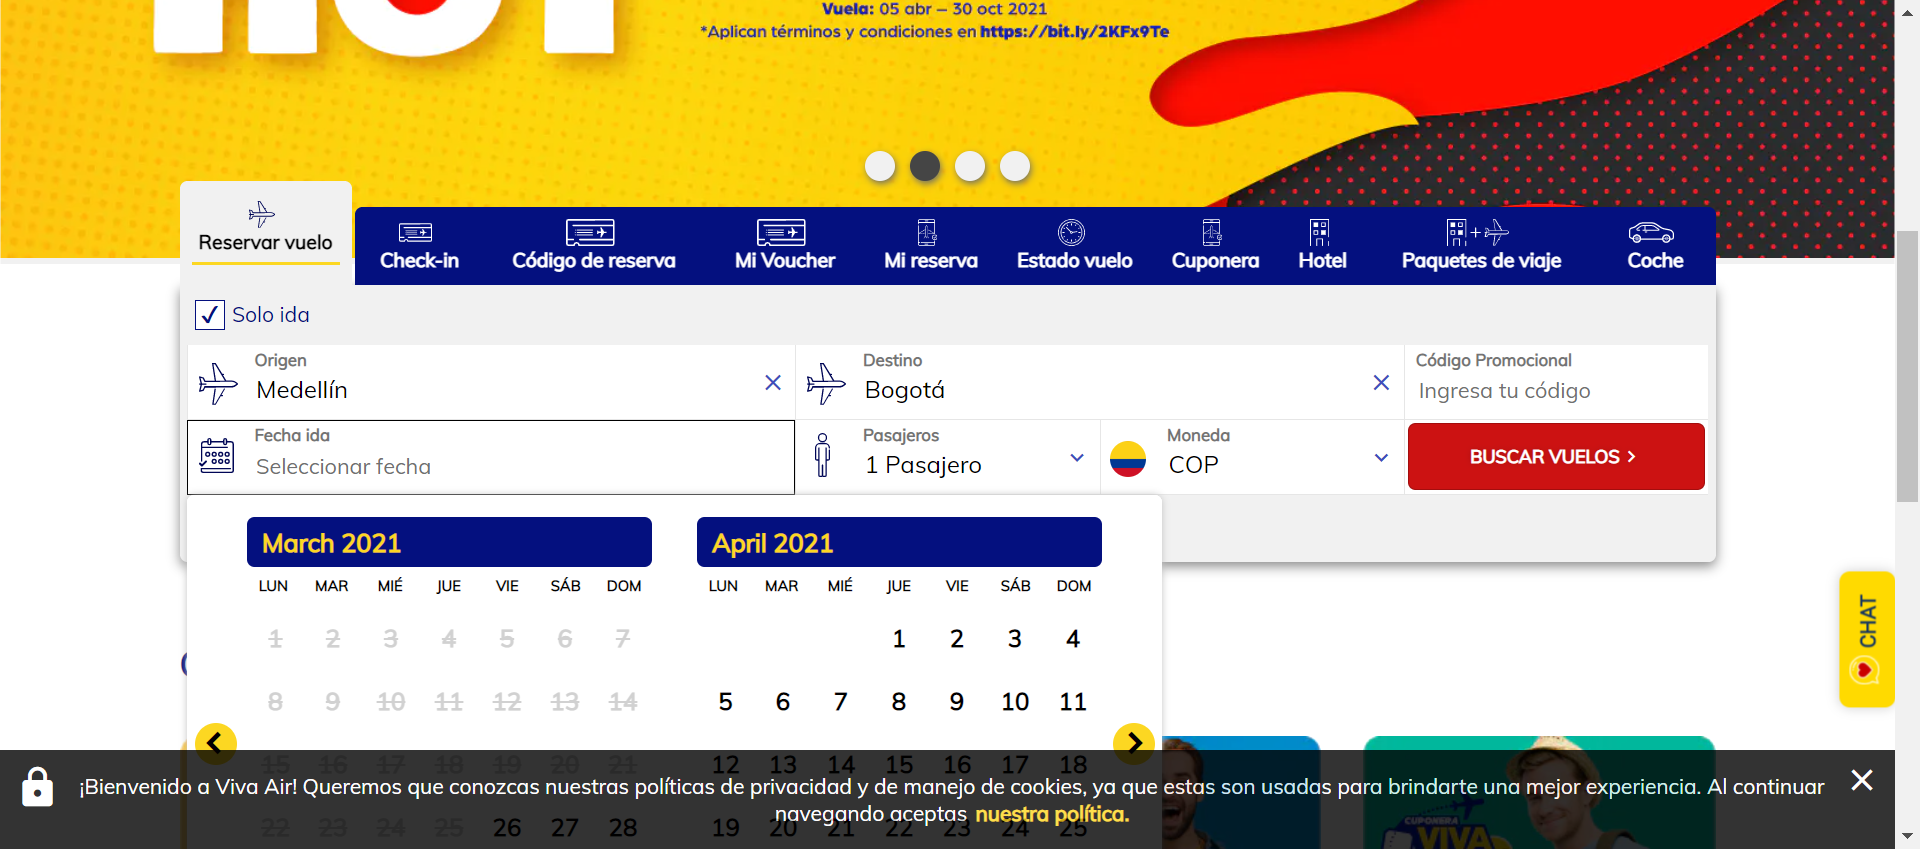 HOT
Vuela: 05 abr – 30 oct 2021
*Aplican términos y condiciones en https://bit.ly/2KFx9Te
Reservar vuelo
Check-in
Código de reserva
Mi Voucher
Mi reserva
Estado vuelo
Cuponera
Hotel
Paquetes de viaje
Coche
Solo ida
Origen
Medellín
Destino
Bogotá
Código Promocional
Ingresa tu código
Fecha ida
Seleccionar fecha
Pasajeros
1 Pasajero
Moneda
COP
BUSCAR VUELOS
March 2021
LUN MAR MIÉ JUE VIE SÁB DOM
1 2 3 4 5 6 7
8 9 10 11 12 13 14
15 16 17 18 19 20 21
22 23 24 25 26 27 28
April 2021
LUN MAR MIÉ JUE VIE SÁB DOM
1 2 3 4
5 6 7 8 9 10 11
12 13 14 15 16 17 18
19 20 21 22 23 24 25
CHAT
¡Bienvenido a Viva Air! Queremos que conozcas nuestras políticas de privacidad y de manejo de cookies, ya que estas son usadas para brindarte una mejor experiencia. Al continuar
navegando aceptas nuestra política.
CUPONERA
VIVA